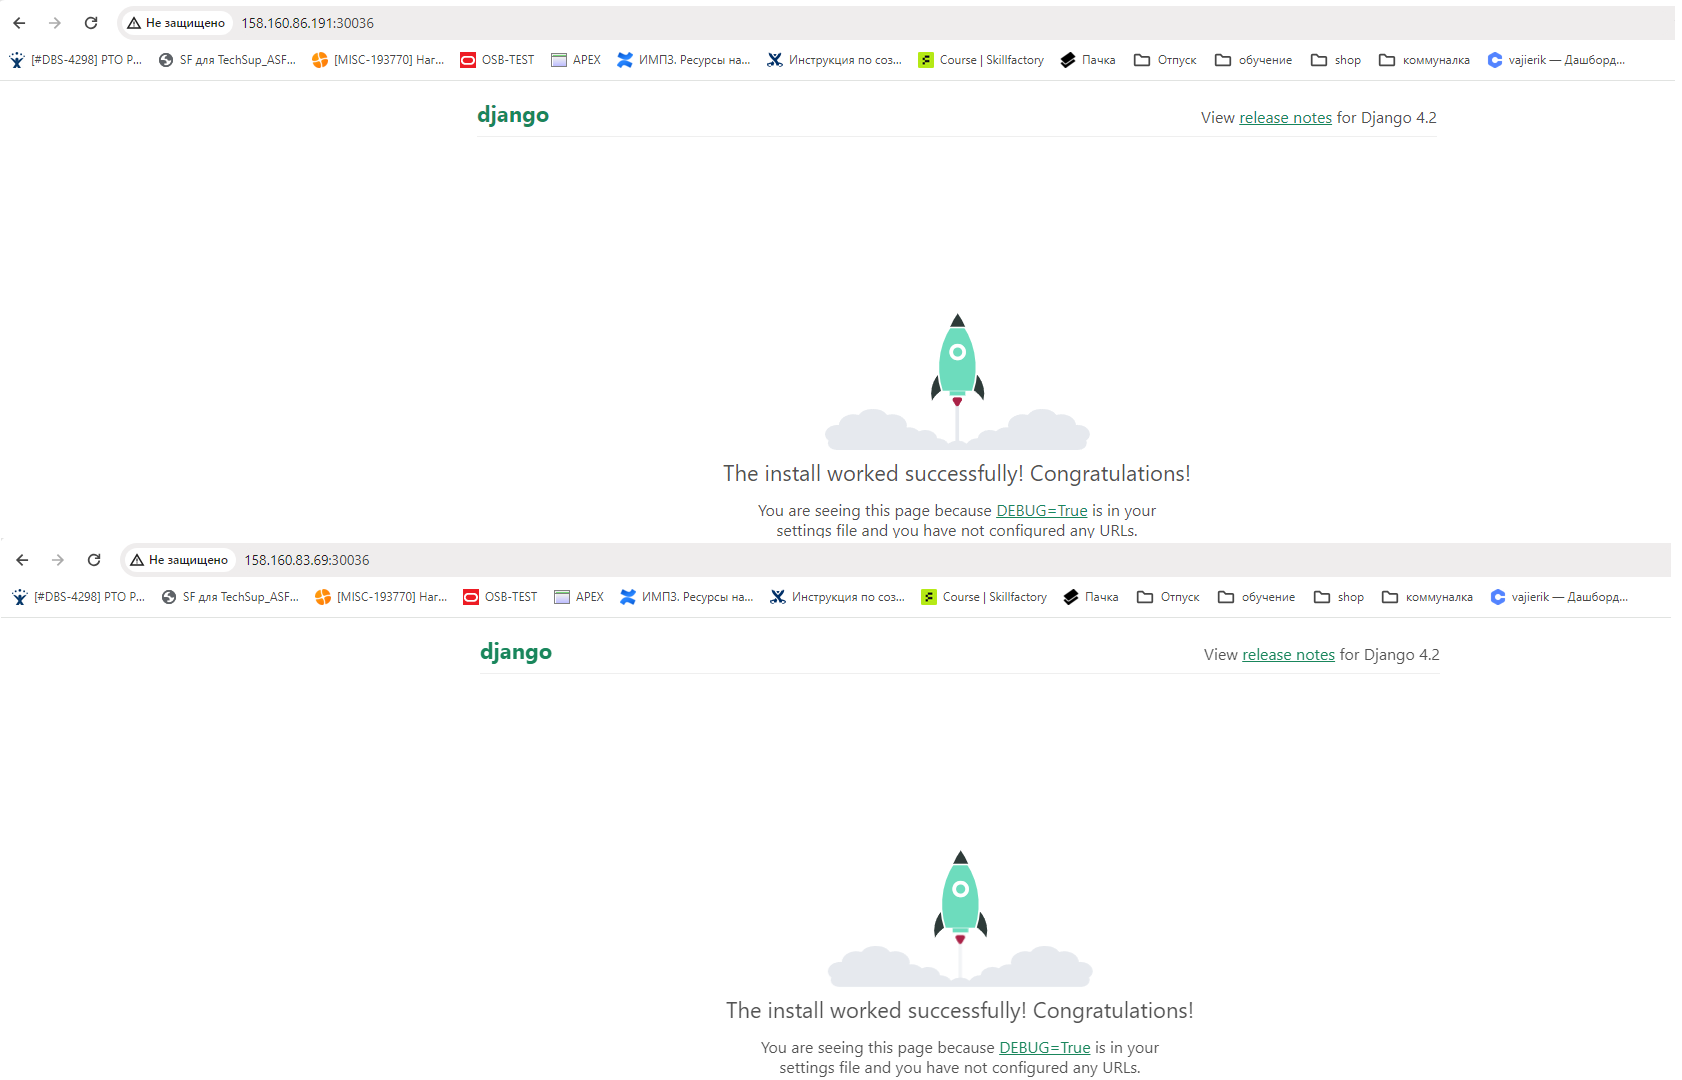 Не защищено 158.160.86.191:30036
[#DBS-4298] РТО Р... SF для TechSup_ASF... [MISC-193770] Наг... OSB-TEST APEX ИМПЗ. Ресурсы на... Инструкция по соз... Course | Skillfactory Пачка Отпуск обучение shop коммуналка vajierik — Дашборд...
django View release notes for Django 4.2
The install worked successfully! Congratulations!
You are seeing this page because DEBUG=True is in your
settings file and you have not configured any URLs.
Не защищено 158.160.83.69:30036
[#DBS-4298] РТО Р... SF для TechSup_ASF... [MISC-193770] Наг... OSB-TEST APEX ИМПЗ. Ресурсы на... Инструкция по соз... Course | Skillfactory Пачка Отпуск обучение shop коммуналка vajierik — Дашборд...
django View release notes for Django 4.2
The install worked successfully! Congratulations!
You are seeing this page because DEBUG=True is in your
settings file and you have not configured any URLs.